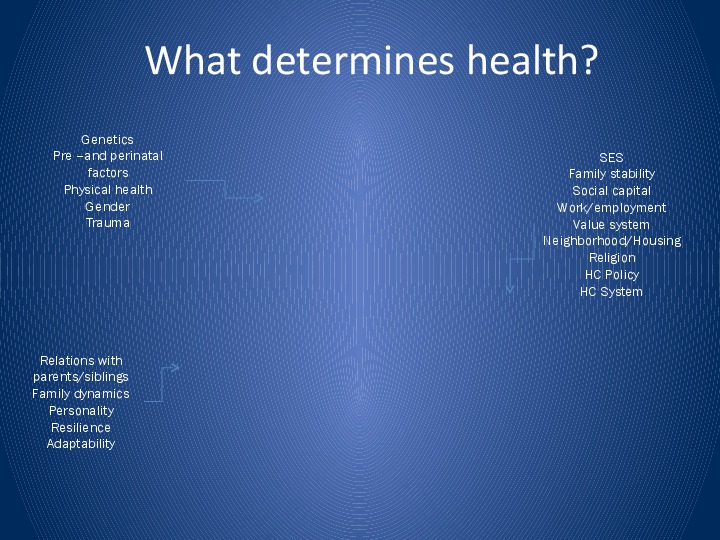 What determines health?
Genetics
Pre –and perinatal
factors
Physical health
Gender
Trauma
SES
Family stability
Social capital
Work/employment
Value system
Neighborhood/Housing
Religion
HC Policy
HC System
Relations with
parents/siblings
Family dynamics
Personality
Resilience
Adaptability